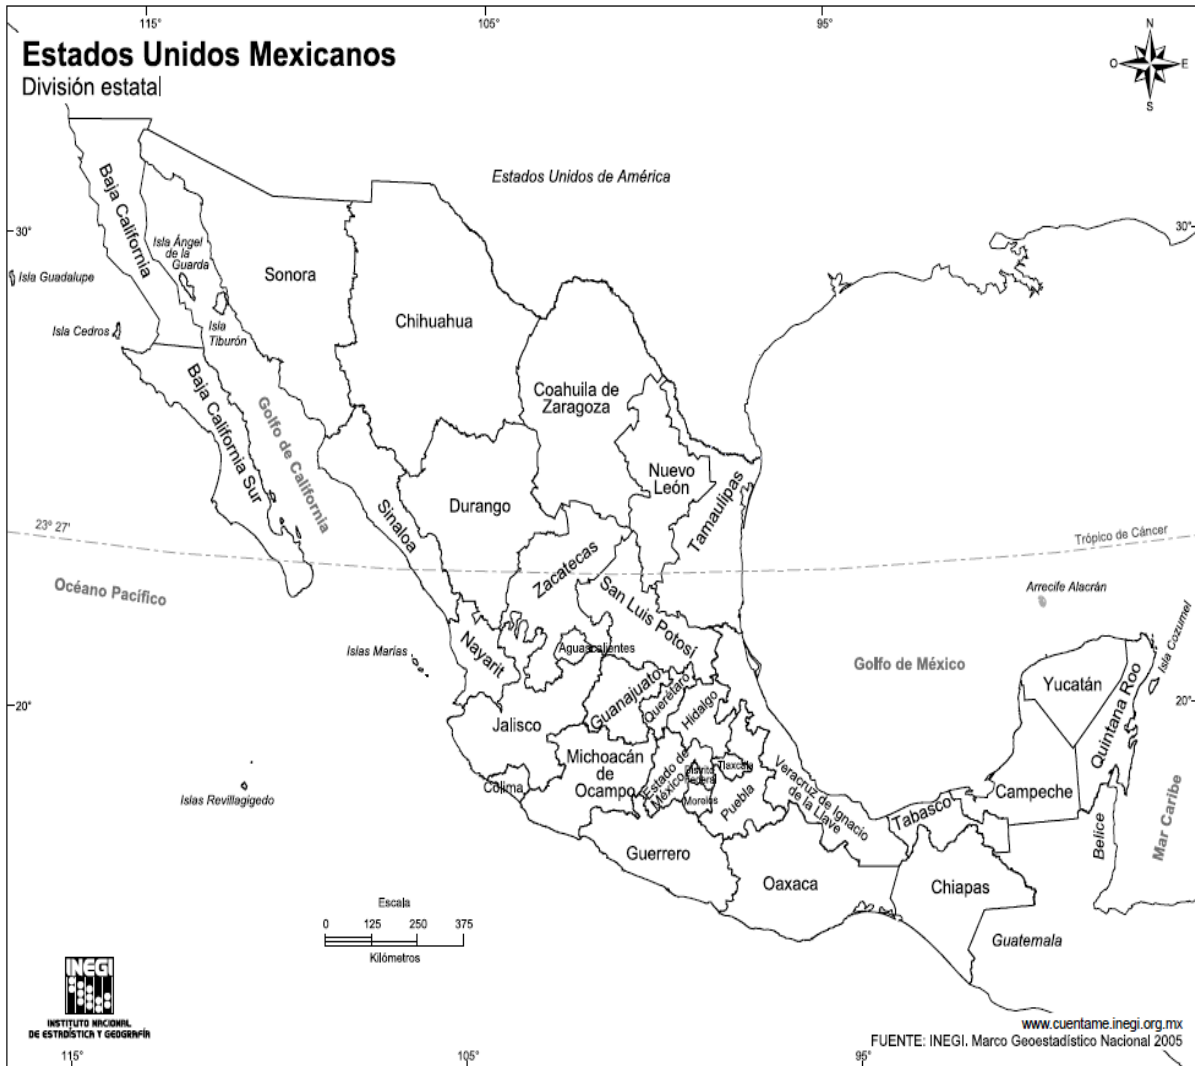 115°
105°
95°
Estados Unidos Mexicanos
División estatal
N
O
E
S
Estados Unidos de América
30°
30°
Baja California
Isla Ángel
de la
Guarda
Sonora
Isla Guadalupe
Isla Cedros
Isla
Tiburón
Chihuahua
Coahuila de
Zaragoza
Baja California Sur
Golfo de California
Nuevo
León
Tamaulipas
Durango
Sinaloa
23° 27'
Trópico de Cáncer
Océano Pacífico
Zacatecas
San Luis Potosí
Arrecife Alacrán
Isla Cozumel
Islas Marías
Nayarit
Aguascalientes
Golfo de México
Yucatán
Quintana Roo
20°
20°
Guanajuato
Querétaro
Hidalgo
Jalisco
Michoacán
de
Ocampo
Estado de
México
Distrito
Federal
Tlaxcala
Morelos
Puebla
Veracruz de Ignacio
de la Llave
Colima
Islas Revillagigedo
Tabasco
Campeche
Belice
Mar Caribe
Guerrero
Oaxaca
Chiapas
Guatemala
Escala
0 125 250 375
Kilómetros
INEGI
INSTITUTO NACIONAL
DE ESTADÍSTICA Y GEOGRAFÍA
www.cuentame.inegi.org.mx
FUENTE: INEGI. Marco Geoestadístico Nacional 2005
115°
105°
95°